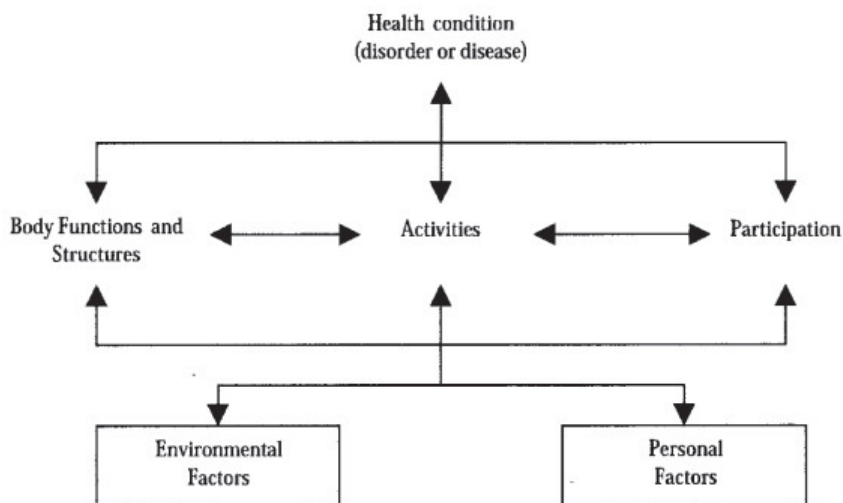 Health condition
(disorder or disease)
Body Functions and
Structures
Activities
Participation
Environmental
Factors
Personal
Factors